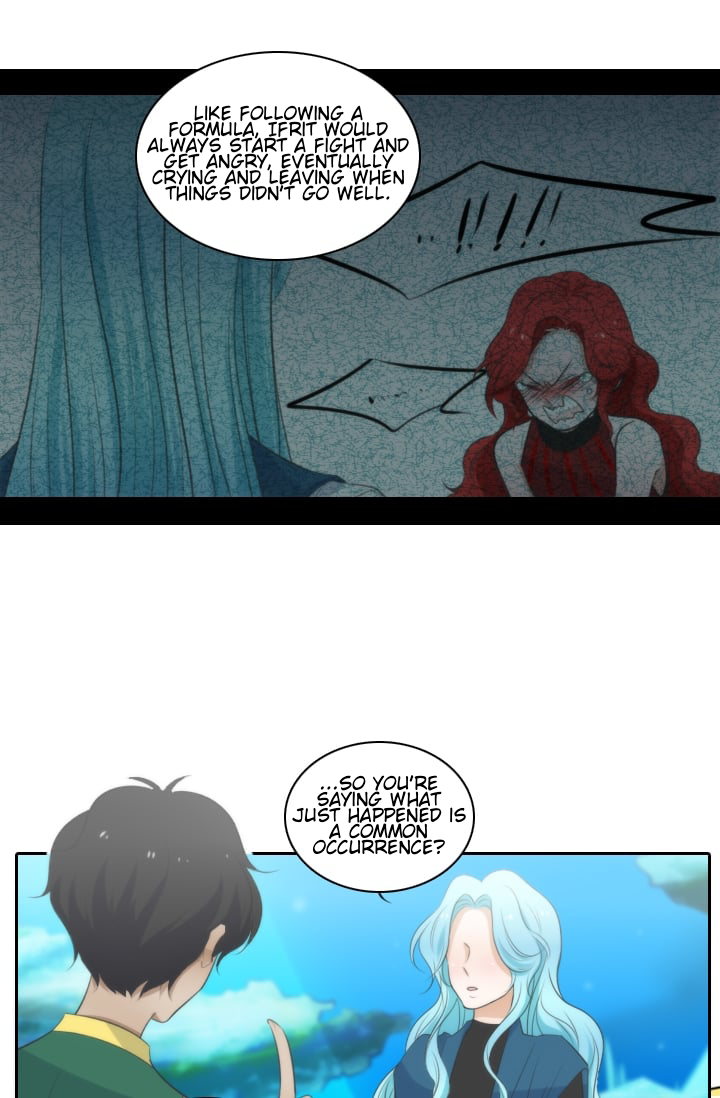 LIKE FOLLOWING A
FORMULA, IFRIT WOULD
ALWAYS START A FIGHT AND
GET ANGRY, EVENTUALLY
CRYING AND LEAVING WHEN
THINGS DIDN'T GO WELL.
!!!!
...SO YOU'RE
SAYING WHAT
JUST HAPPENED IS
A COMMON
OCCURRENCE?